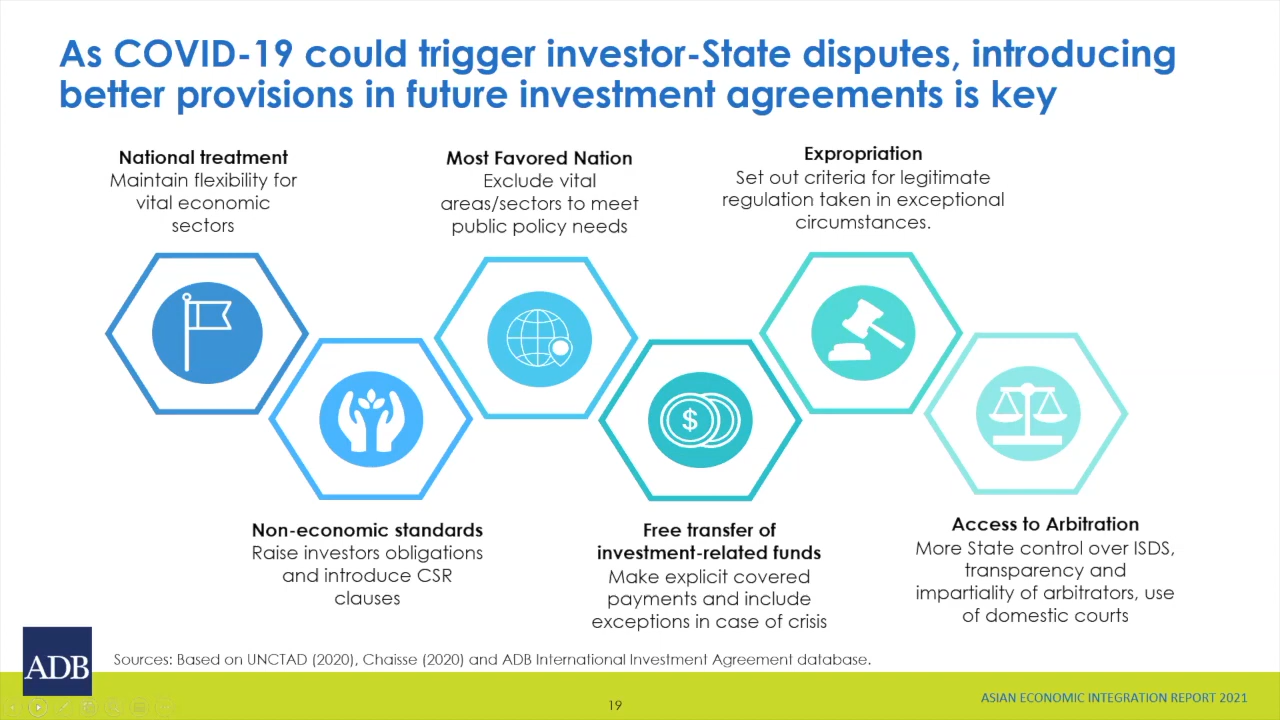 As COVID-19 could trigger investor-State disputes, introducing
better provisions in future investment agreements is key
National treatment
Maintain flexibility for
vital economic
sectors
Most Favored Nation
Exclude vital
areas/sectors to meet
public policy needs
Expropriation
Set out criteria for legitimate
regulation taken in exceptional
circumstances.
$
Non-economic standards
Raise investors obligations
and introduce CSR
clauses
Free transfer of
investment-related funds
Make explicit covered
payments and include
exceptions in case of crisis
Access to Arbitration
More State control over ISDS,
transparency and
impartiality of arbitrators, use
of domestic courts
ADB
Sources: Based on UNCTAD (2020), Chaisse (2020) and ADB International Investment Agreement database.
19
ASIAN ECONOMIC INTEGRATION REPORT 2021